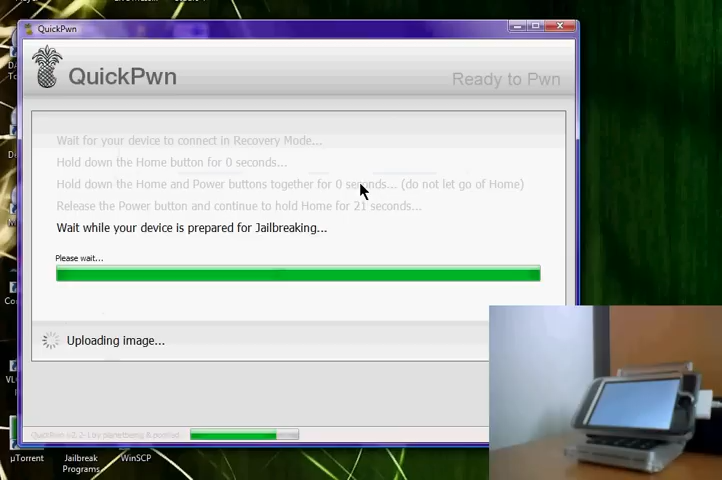 QuickPwn
QuickPwn
Ready to Pwn
Wait for your device to connect in Recovery Mode...
Hold down the Home button for 0 seconds...
Hold down the Home and Power buttons together for 0 seconds... (do not let go of Home)
Release the Power button and continue to hold Home for 21 seconds...
Wait while your device is prepared for Jailbreaking...
Please wait...
Uploading image...
µTorrent
Jailbreak
Programs
WinSCP